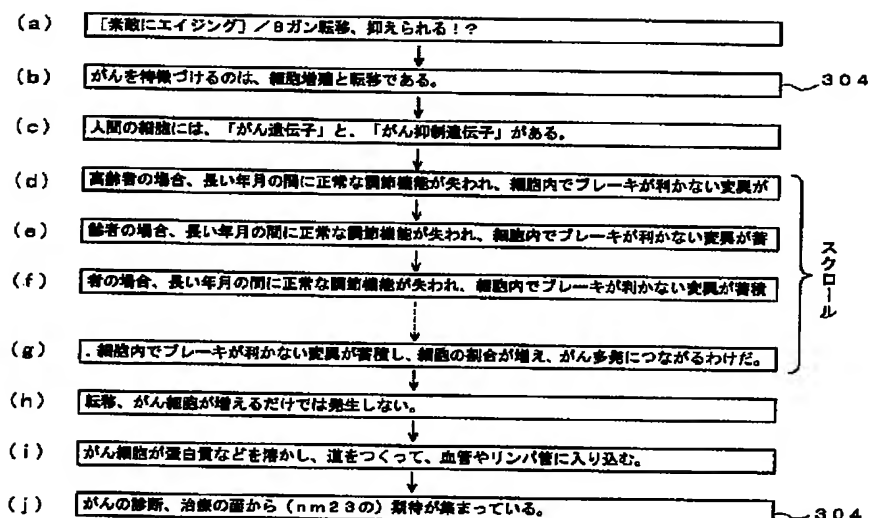 (a) [素敵にエイジング] /8ガン転移、抑えられる!?
(b) がんを特徴づけるのは、細胞増殖と転移である。 304
(c) 人間の細胞には、「がん遺伝子」と、「がん抑制遺伝子」がある。
(d) 高齢者の場合、長い年月の間に正常な調節機能が失われ、細胞内でブレーキが利かない変異が
(e) 齢者の場合、長い年月の間に正常な調節機能が失われ、細胞内でブレーキが利かない変異が蓄
(f) 者の場合、長い年月の間に正常な調節機能が失われ、細胞内でブレーキが利かない変異が蓄積
スクロール
(g) .細胞内でブレーキが利かない変異が蓄積し、細胞の割合が増え、がん多発につながるわけだ。
(h) 転移、がん細胞が増えるだけでは発生しない。
(i) がん細胞が蛋白質などを溶かし、道をつくって、血管やリンパ管に入り込む。
(j) がんの診断、治療の面から(nm23の)期待が集まっている。 304